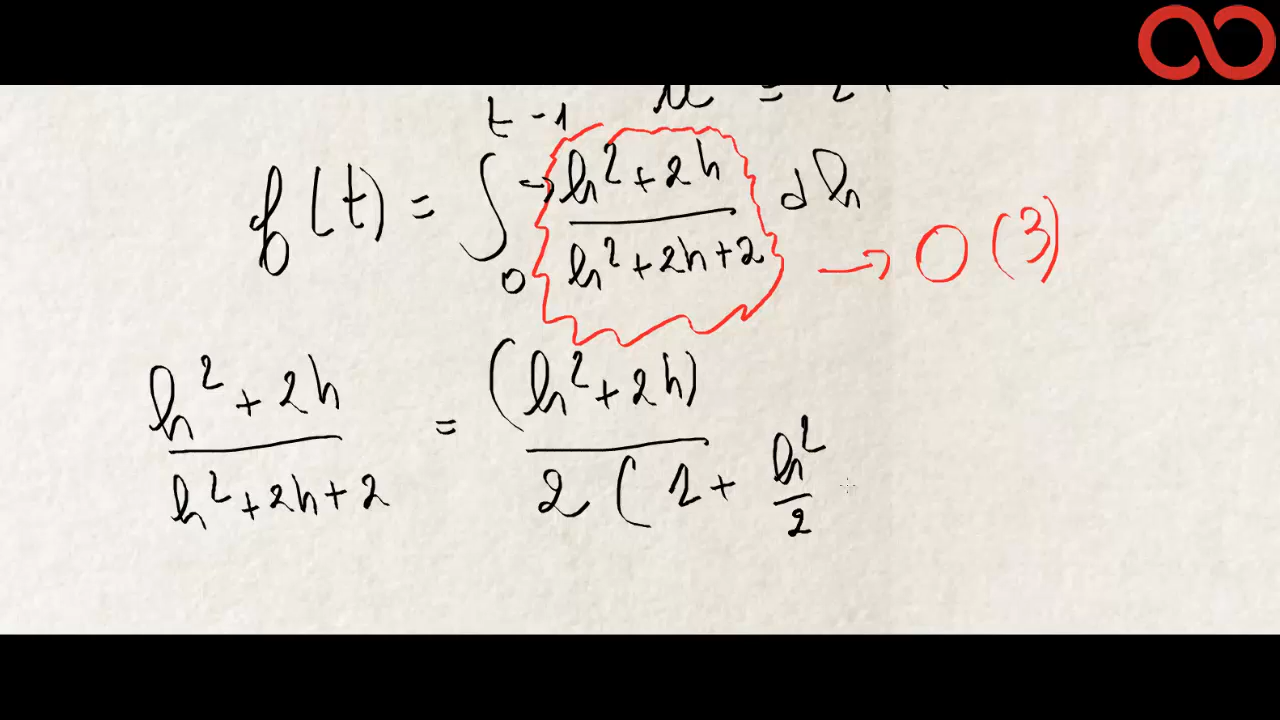 f(t) = ∫₀^{t-1} (h² + 2h)/(h² + 2h + 2) dh → O(3)
(h² + 2h)/(h² + 2h + 2) = (h² + 2h)/2(1 + h²/2